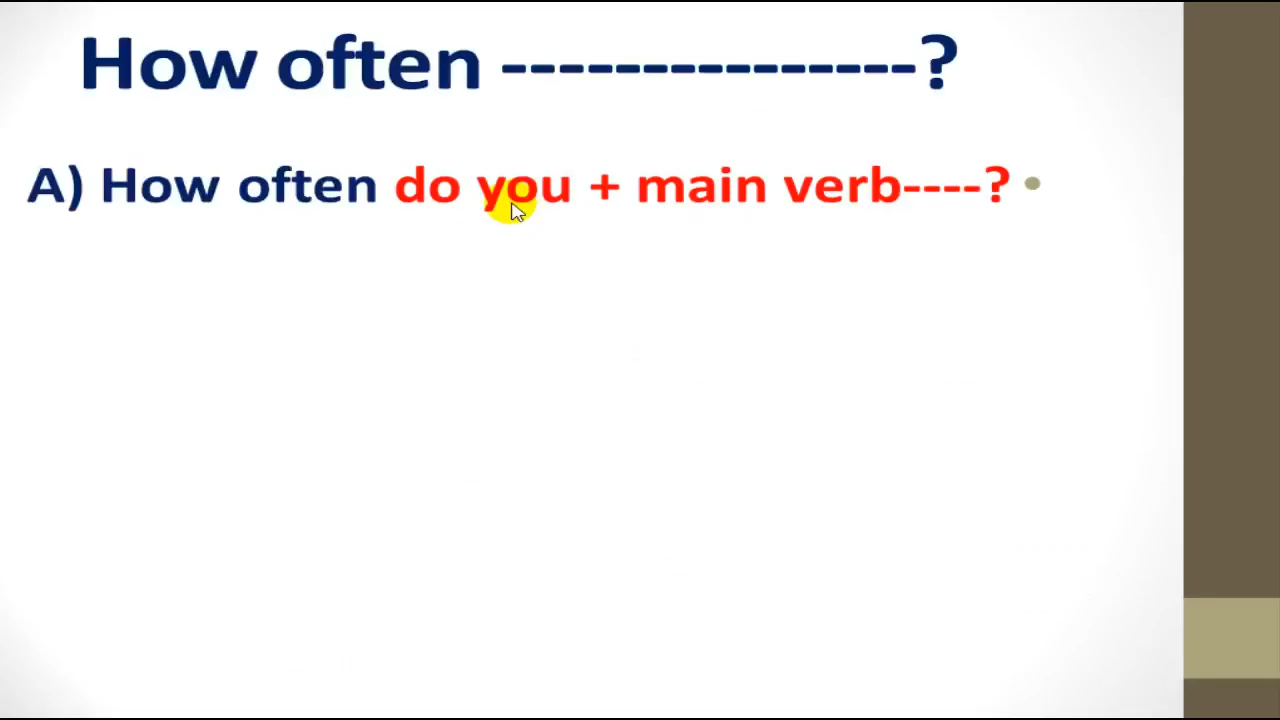 How often ---------------?
A) How often do you + main verb----? •